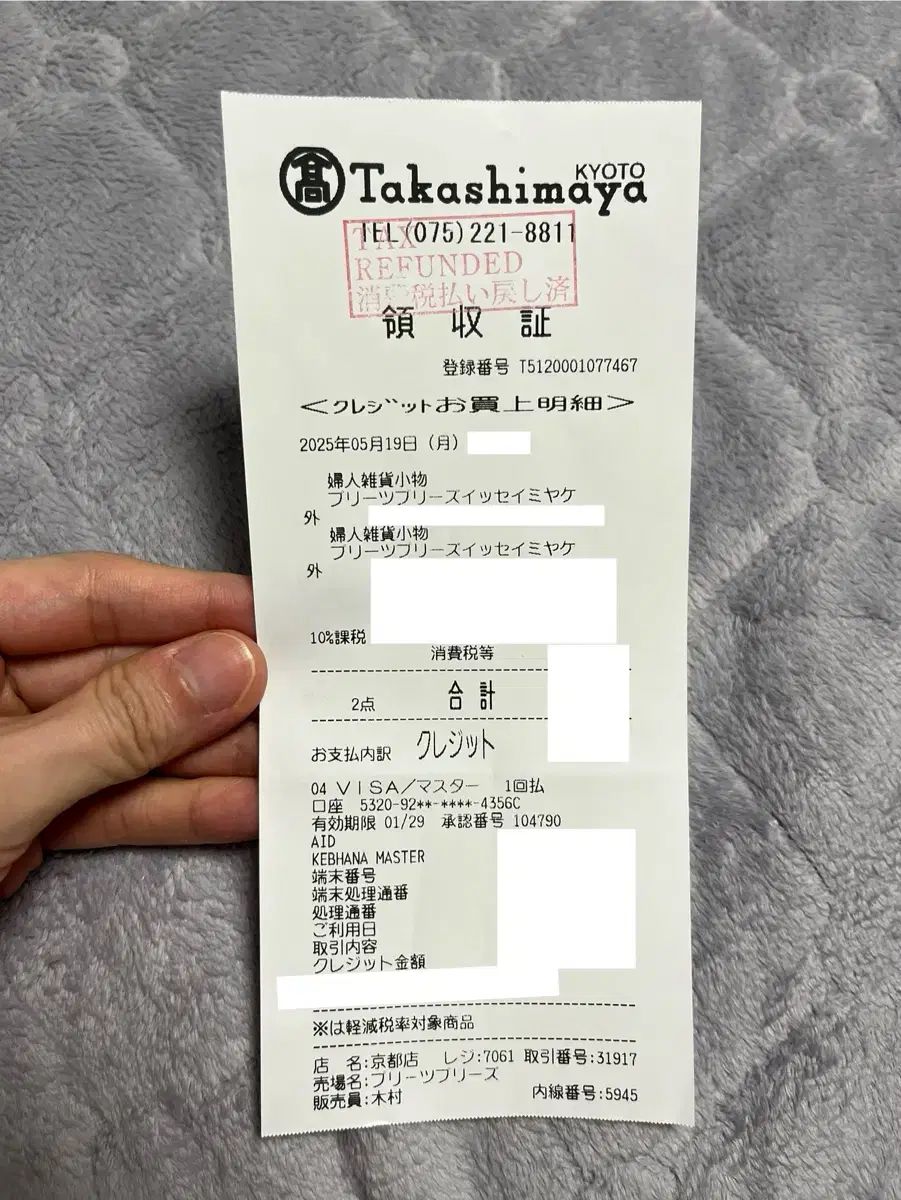 髙 Takashimaya KYOTO
TEL(075)221-8811
TAX
REFUNDED
消費税払い戻し済
領 収 証
登録番号 T5120001077467
<クレジットお買上明細>
2025年05月19日(月)
婦人雑貨小物
プリーツプリーズイッセイミヤケ
外
婦人雑貨小物
プリーツプリーズイッセイミヤケ
外
10%課税
消費税等
2点 合 計
お支払内訳 クレジット
04 VISA/マスター 1回払
口座 5320-92**-****-4356C
有効期限 01/29 承認番号 104790
AID
KEBHANA MASTER
端末番号
端末処理通番
処理通番
ご利用日
取引内容
クレジット金額
※は軽減税率対象商品
店 名:京都店 レジ:7061 取引番号:31917
売場名:プリーツプリーズ
販売員:木村 内線番号:5945